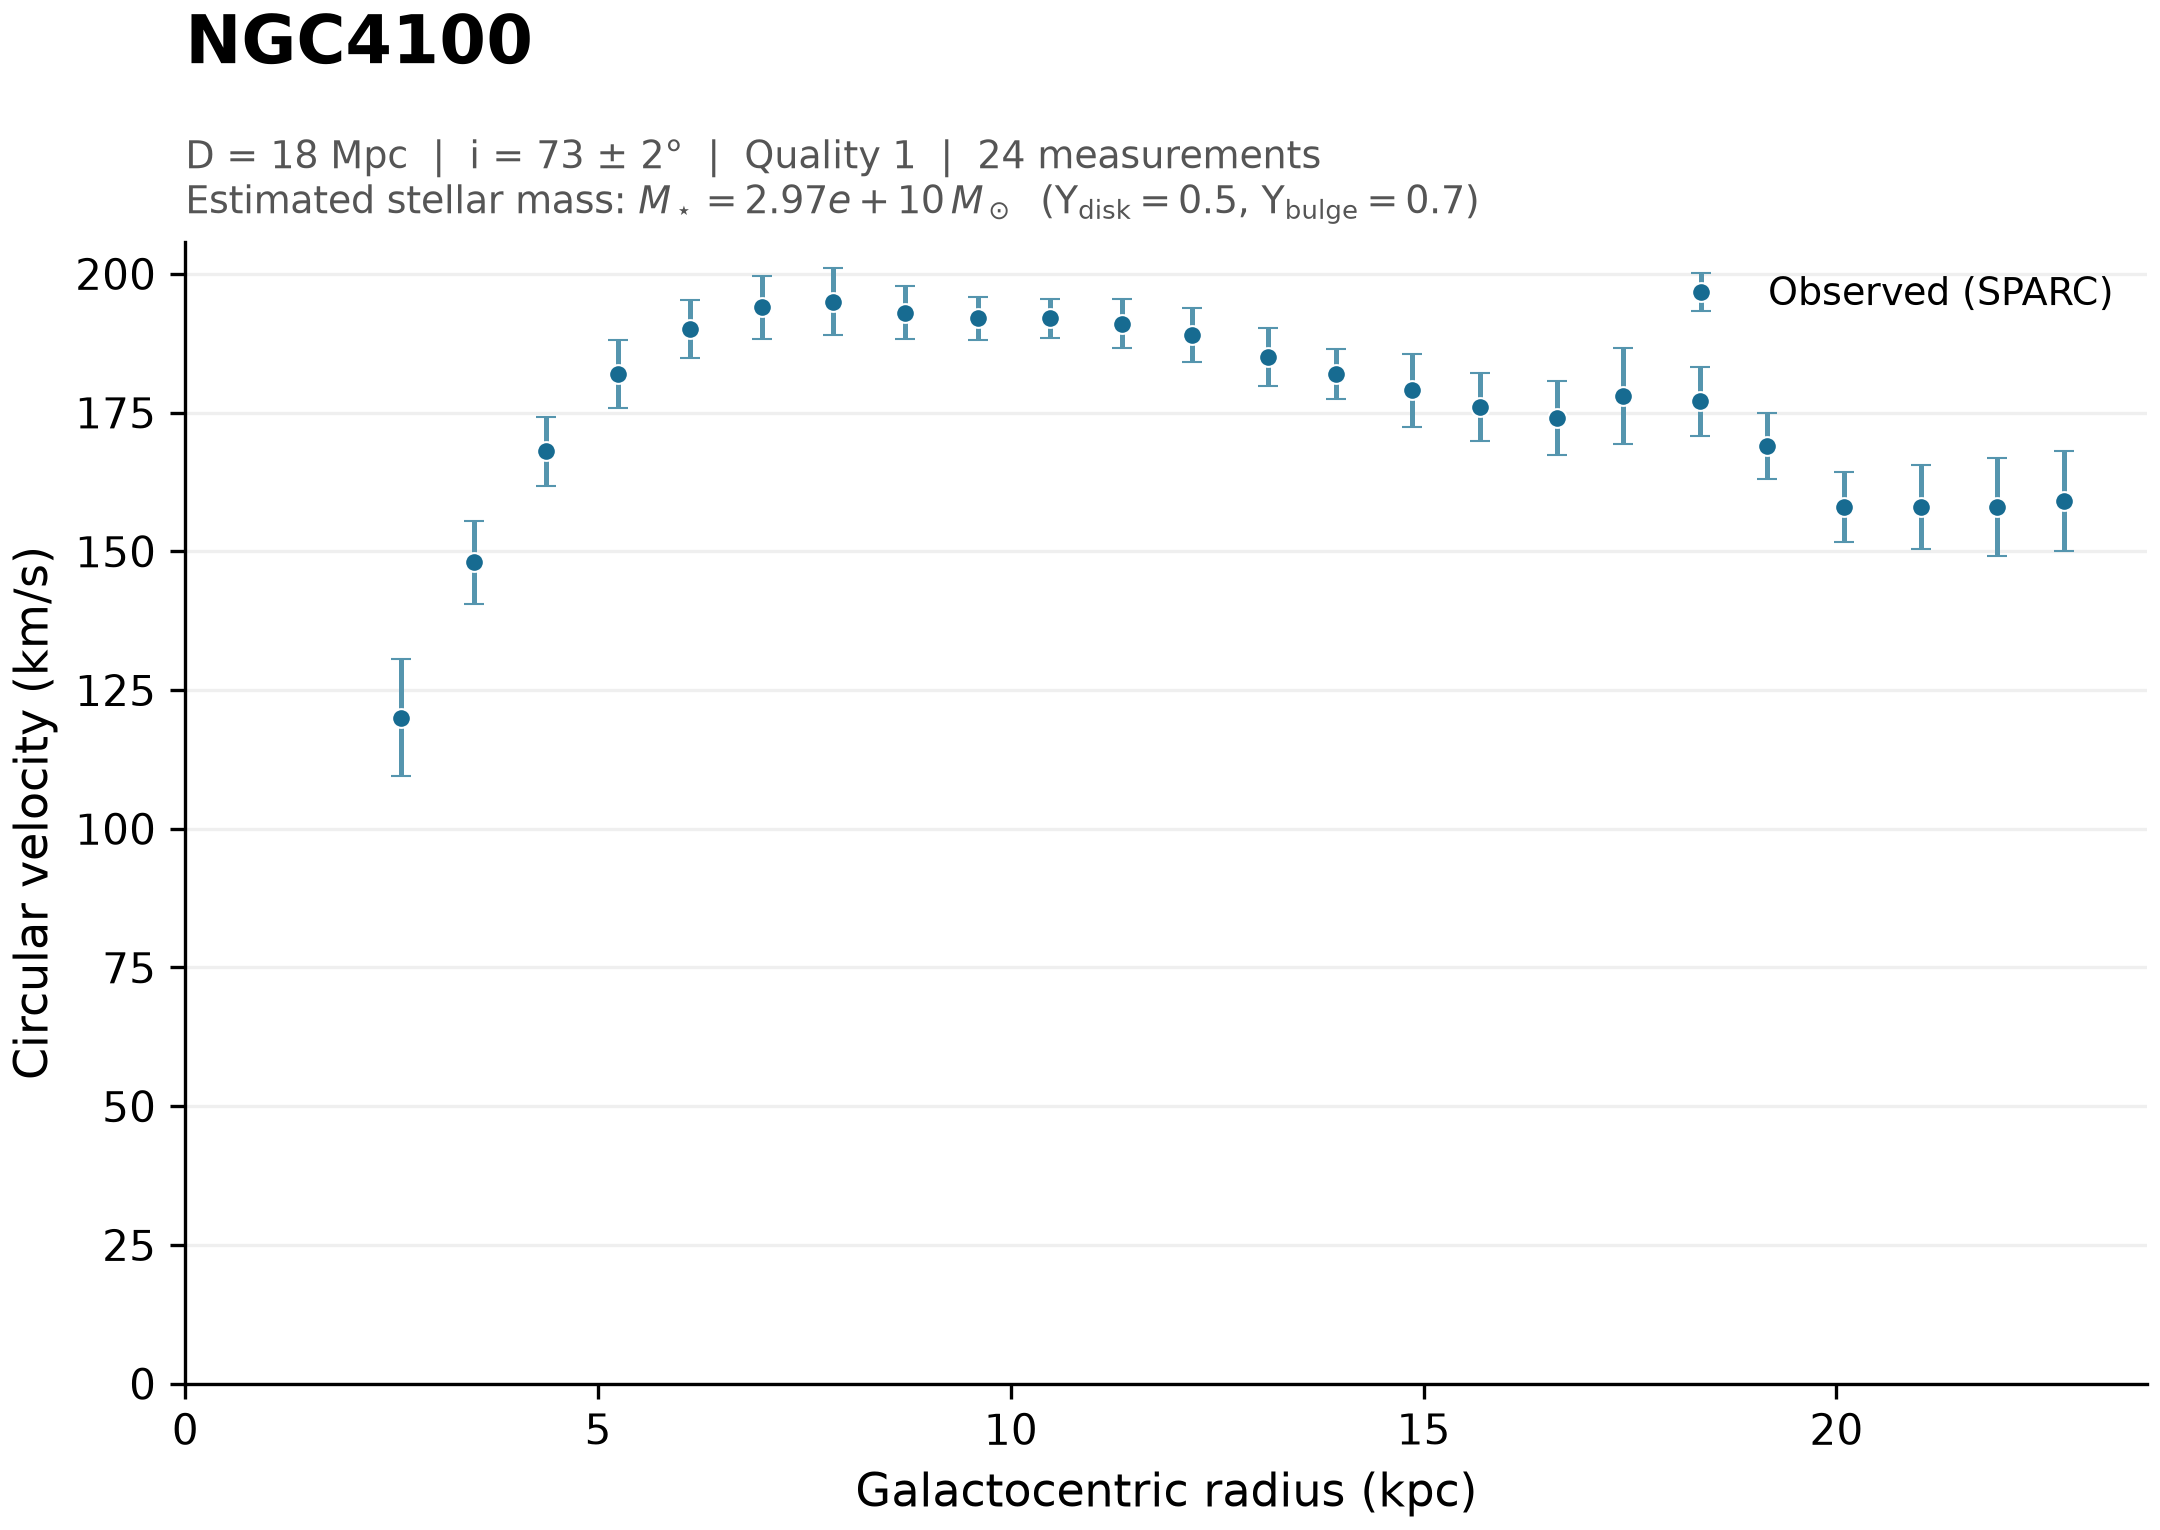 NGC4100
D = 18 Mpc | i = 73 ± 2° | Quality 1 | 24 measurements
Estimated stellar mass: M⋆ = 2.97e + 10 M⊙ (Υdisk = 0.5, Υbulge = 0.7)
Observed (SPARC)
Circular velocity (km/s)
200
175
150
125
100
75
50
25
0
0 5 10 15 20
Galactocentric radius (kpc)